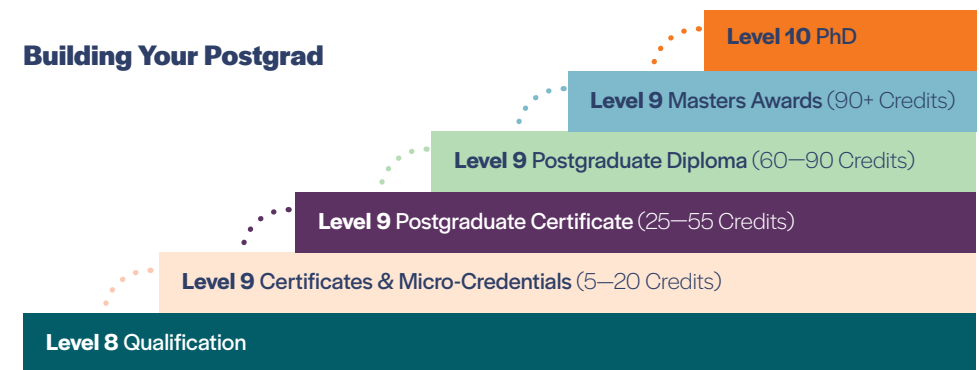 Building Your Postgrad
Level 10 PhD
Level 9 Masters Awards (90+ Credits)
Level 9 Postgraduate Diploma (60—90 Credits)
Level 9 Postgraduate Certificate (25—55 Credits)
Level 9 Certificates & Micro-Credentials (5—20 Credits)
Level 8 Qualification